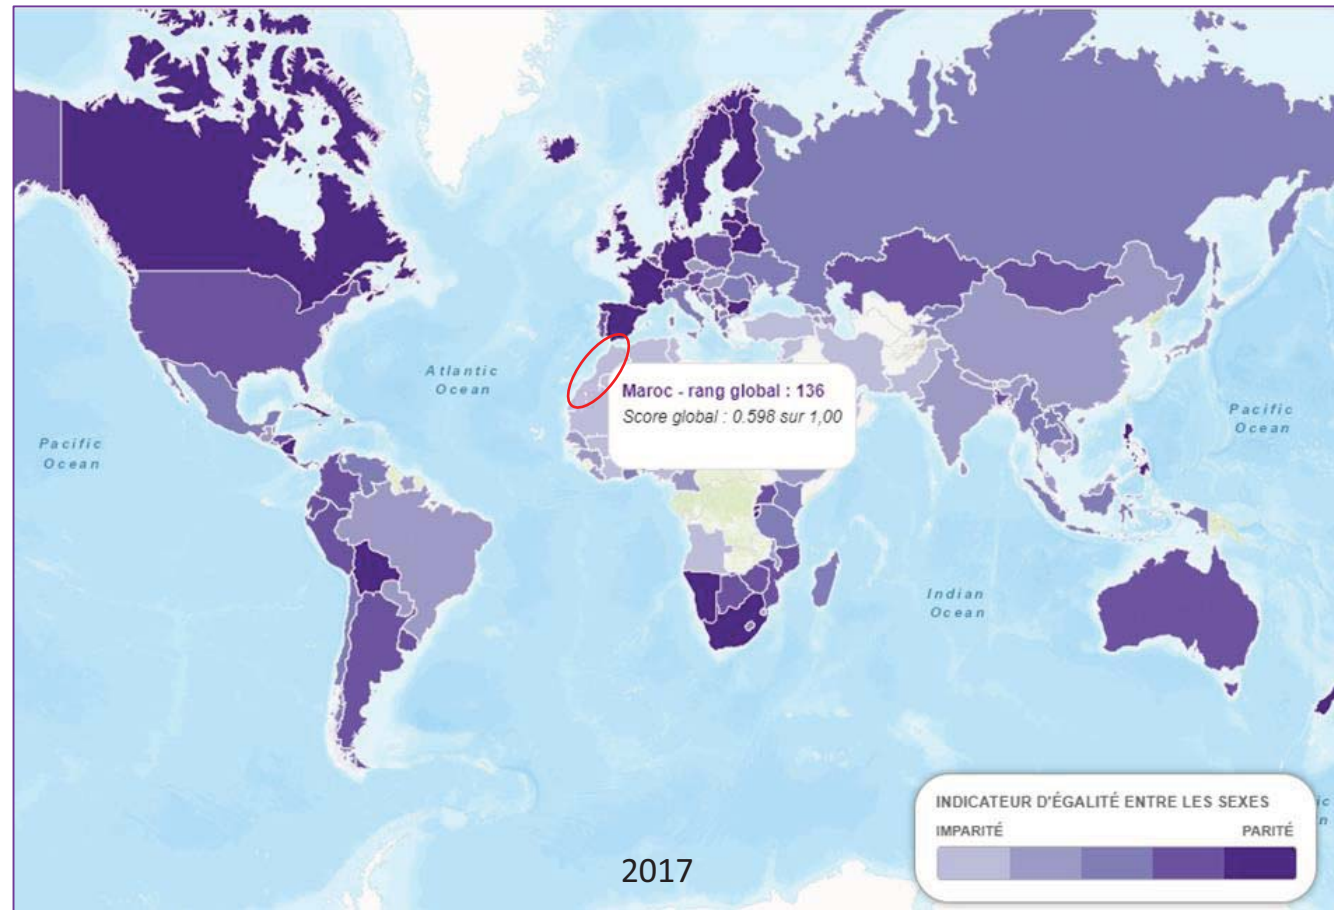 Atlantic
Ocean
Maroc - rang global : 136
Score global : 0.598 sur 1,00
Pacific
Ocean
Pacific
Ocean
Indian
Ocean
INDICATEUR D'ÉGALITÉ ENTRE LES SEXES
IMPARITÉ
PARITÉ
2017